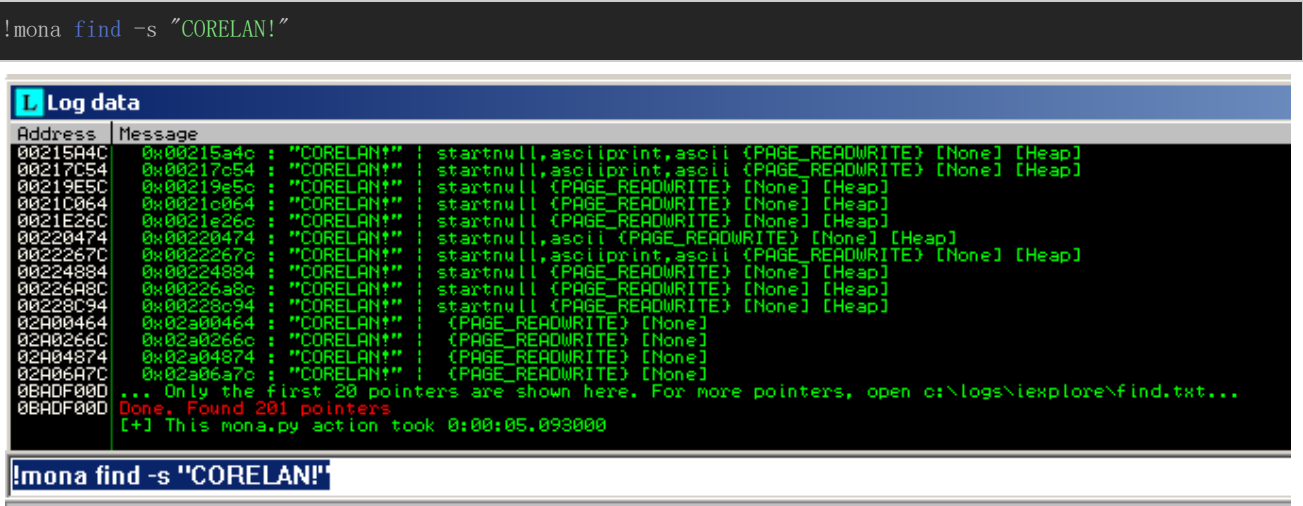 !mona find -s "CORELAN!"
L Log data
Address Message
00215A4C 0x00215a4c : "CORELAN!" | startnull,asciiprint,ascii {PAGE_READWRITE} [None] [Heap]
00217C54 0x00217c54 : "CORELAN!" | startnull,asciiprint,ascii {PAGE_READWRITE} [None] [Heap]
00219E5C 0x00219e5c : "CORELAN!" | startnull {PAGE_READWRITE} [None] [Heap]
0021C064 0x0021c064 : "CORELAN!" | startnull {PAGE_READWRITE} [None] [Heap]
0021E26C 0x0021e26c : "CORELAN!" | startnull {PAGE_READWRITE} [None] [Heap]
00220474 0x00220474 : "CORELAN!" | startnull,ascii {PAGE_READWRITE} [None] [Heap]
0022267C 0x0022267c : "CORELAN!" | startnull,asciiprint,ascii {PAGE_READWRITE} [None] [Heap]
00224884 0x00224884 : "CORELAN!" | startnull {PAGE_READWRITE} [None] [Heap]
00226A8C 0x00226a8c : "CORELAN!" | startnull {PAGE_READWRITE} [None] [Heap]
00228C94 0x00228c94 : "CORELAN!" | startnull {PAGE_READWRITE} [None] [Heap]
02A00464 0x02a00464 : "CORELAN!" | {PAGE_READWRITE} [None]
02A0266C 0x02a0266c : "CORELAN!" | {PAGE_READWRITE} [None]
02A04874 0x02a04874 : "CORELAN!" | {PAGE_READWRITE} [None]
02A06A7C 0x02a06a7c : "CORELAN!" | {PAGE_READWRITE} [None]
0BADF00D ... Only the first 20 pointers are shown here. For more pointers, open c:\logs\iexplore\find.txt...
0BADF00D Done. Found 201 pointers
[+] This mona.py action took 0:00:05.093000
!mona find -s "CORELAN!"